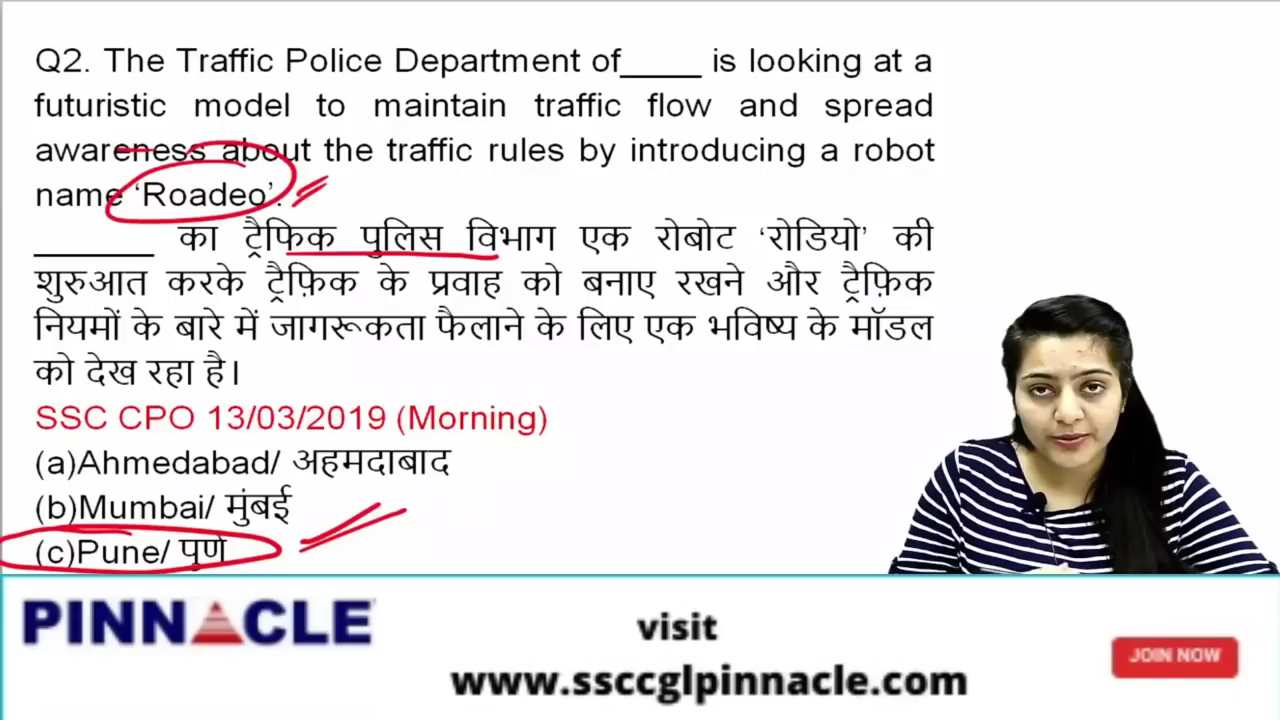 Q2. The Traffic Police Department of____ is looking at a
futuristic model to maintain traffic flow and spread
awareness about the traffic rules by introducing a robot
name ‘Roadeo’.
_______ का ट्रैफिक पुलिस विभाग एक रोबोट ‘रोडियो’ की
शुरुआत करके ट्रैफ़िक के प्रवाह को बनाए रखने और ट्रैफ़िक
नियमों के बारे में जागरूकता फैलाने के लिए एक भविष्य के मॉडल
को देख रहा है।
SSC CPO 13/03/2019 (Morning)
(a)Ahmedabad/ अहमदाबाद
(b)Mumbai/ मुंबई
(c)Pune/ पुणे
PINNACLE
visit
www.ssccglpinnacle.com
JOIN NOW